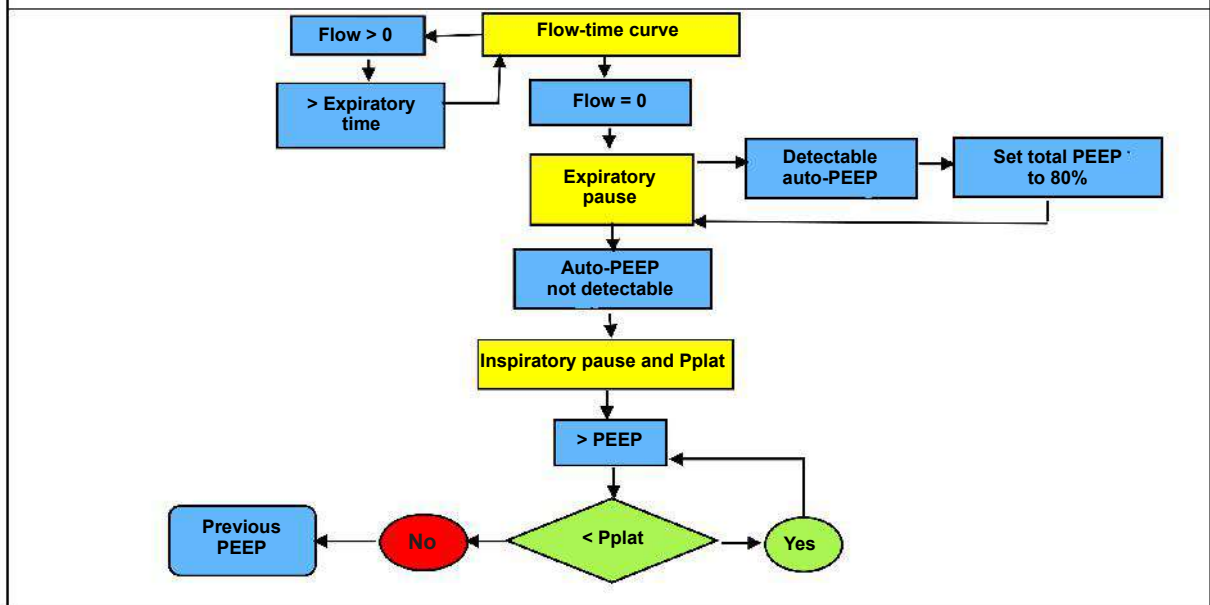 Flow > 0
Flow-time curve
> Expiratory
time
Flow = 0
Expiratory
pause
Detectable
auto-PEEP
Set total PEEP
to 80%
Auto-PEEP
not detectable
Inspiratory pause and Pplat
> PEEP
Previous
PEEP
No
< Pplat
Yes